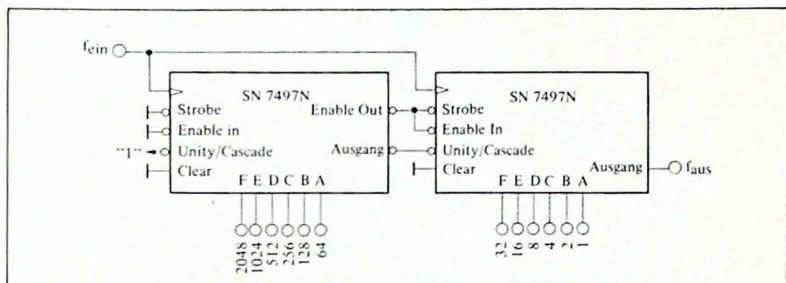 fein
SN 7497N
Strobe
Enable in
"1"
Unity/Cascade
Clear
Enable Out
Ausgang
F E D C B A
2048
1024
512
256
128
64
SN 7497N
Strobe
Enable In
Unity/Cascade
Clear
Ausgang
faus
F E D C B A
32
16
8
4
2
1